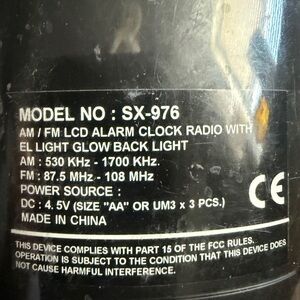 MODEL NO : SX-976
AM / FM LCD ALARM CLOCK RADIO WITH
EL LIGHT GLOW BACK LIGHT
AM : 530 KHz - 1700 KHz.
FM : 87.5 MHz - 108 MHz
POWER SOURCE :
DC : 4.5V (SIZE "AA" OR UM3 x 3 PCS.)
MADE IN CHINA
CE
THIS DEVICE COMPLIES WITH PART 15 OF THE FCC RULES.
OPERATION IS SUBJECT TO THE CONDITION THAT THIS DEVICE DOES
NOT CAUSE HARMFUL INTERFERENCE.